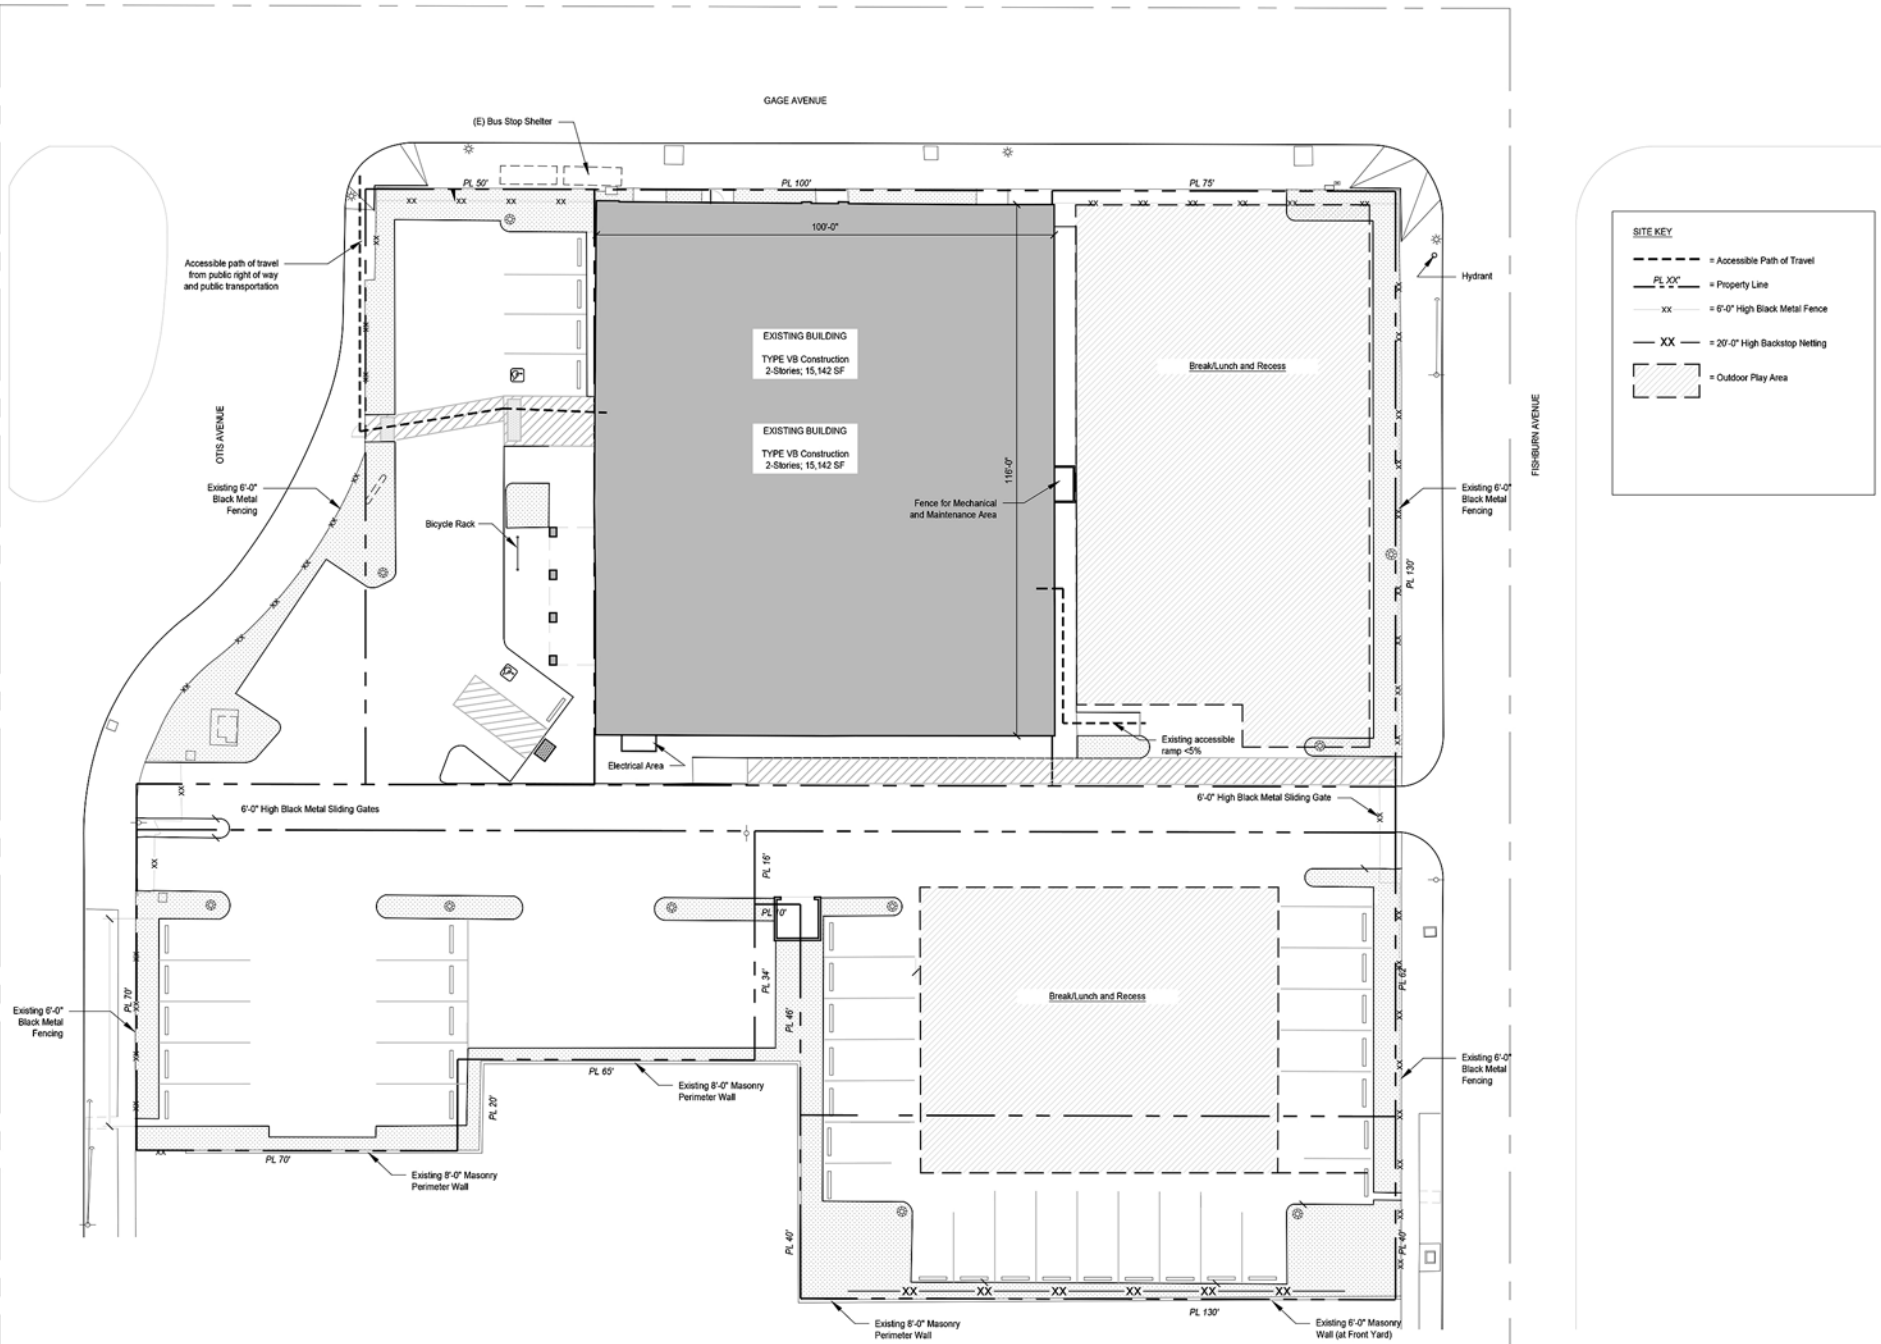 GAGE AVENUE
(E) Bus Stop Shelter
PL 50'
PL 100'
PL 75'
100'-0"
Accessible path of travel
from public right of way
and public transportation
Hydrant
SITE KEY
= Accessible Path of Travel
PL XX'
= Property Line
XX
= 6'-0" High Black Metal Fence
XX
= 20'-0" High Backstop Netting
= Outdoor Play Area
EXISTING BUILDING
TYPE VB Construction
2-Stories; 15,142 SF
Break/Lunch and Recess
OTIS AVENUE
FISHBURN AVENUE
EXISTING BUILDING
TYPE VB Construction
2-Stories; 15,142 SF
116'-0"
Existing 6'-0"
Black Metal
Fencing
Bicycle Rack
Fence for Mechanical
and Maintenance Area
Existing 6'-0"
Black Metal
Fencing
PL 130'
Existing accessible
ramp <5%
Electrical Area
6'-0" High Black Metal Sliding Gates
6'-0" High Black Metal Sliding Gate
PL 16'
PL 10'
PL 34'
PL 46'
PL 62'
PL 70'
Existing 6'-0"
Black Metal
Fencing
Break/Lunch and Recess
PL 65'
Existing 8'-0" Masonry
Perimeter Wall
PL 20'
Existing 6'-0"
Black Metal
Fencing
PL 70'
Existing 8'-0" Masonry
Perimeter Wall
PL 40'
PL 40'
XX XX XX XX XX XX
PL 130'
Existing 8'-0" Masonry
Perimeter Wall
Existing 6'-0" Masonry
Wall (at Front Yard)